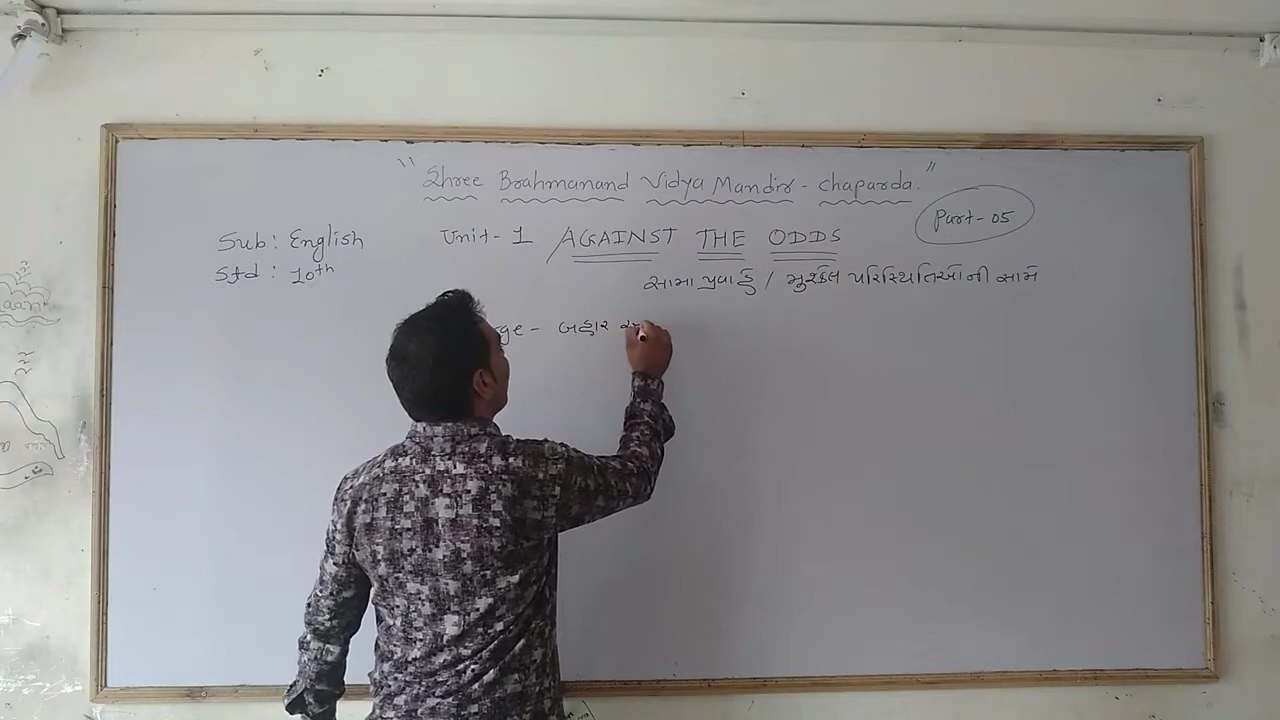 " Shree Brahmanand Vidya Mandir - Chaparda. "
Part - 05
Sub : English
Unit - 1 AGAINST THE ODDS
Std : 10th
સામા પ્રવાહે / મુશ્કેલ પરિસ્થિતિઓની સામે
- બહાર